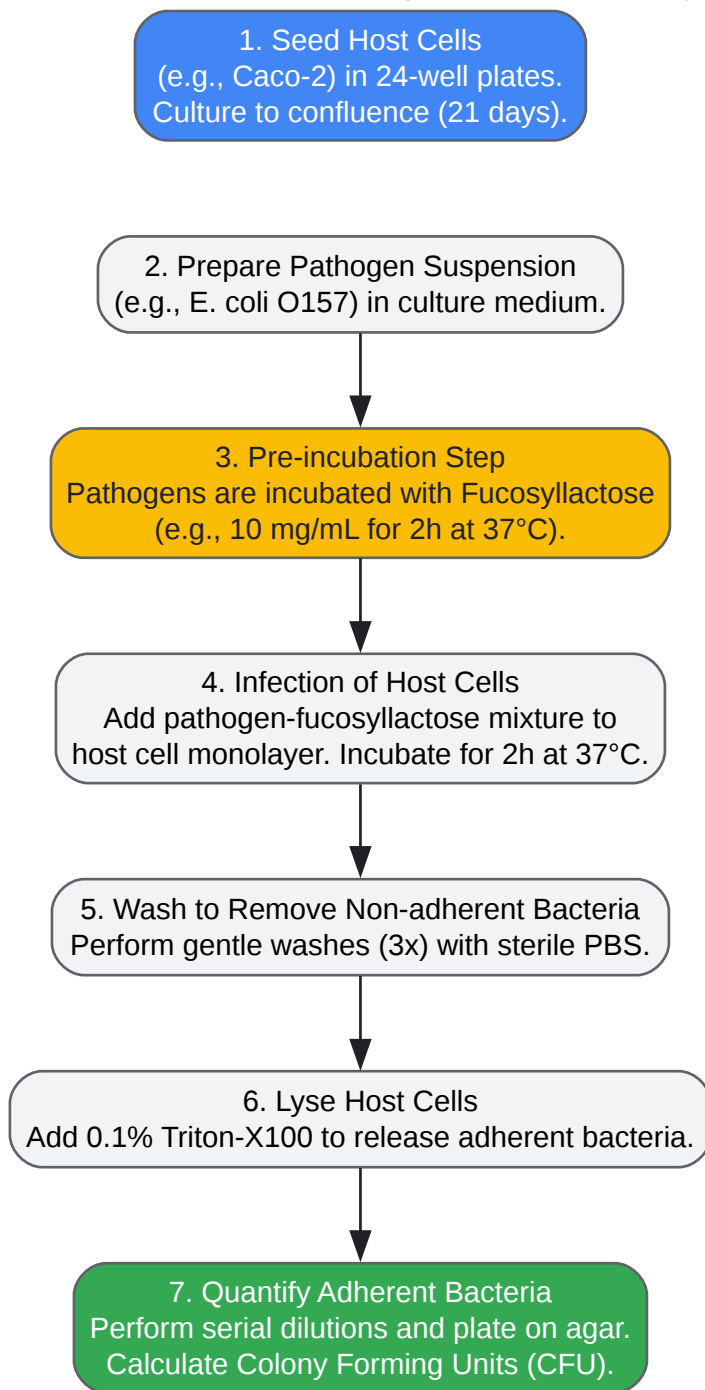 1. Seed Host Cells
(e.g., Caco-2) in 24-well plates.
Culture to confluence (21 days).
2. Prepare Pathogen Suspension
(e.g., E. coli O157) in culture medium.
3. Pre-incubation Step
Pathogens are incubated with Fucosyllactose
(e.g., 10 mg/mL for 2h at 37°C).
4. Infection of Host Cells
Add pathogen-fucosyllactose mixture to
host cell monolayer. Incubate for 2h at 37°C.
5. Wash to Remove Non-adherent Bacteria
Perform gentle washes (3x) with sterile PBS.
6. Lyse Host Cells
Add 0.1% Triton-X100 to release adherent bacteria.
7. Quantify Adherent Bacteria
Perform serial dilutions and plate on agar.
Calculate Colony Forming Units (CFU).